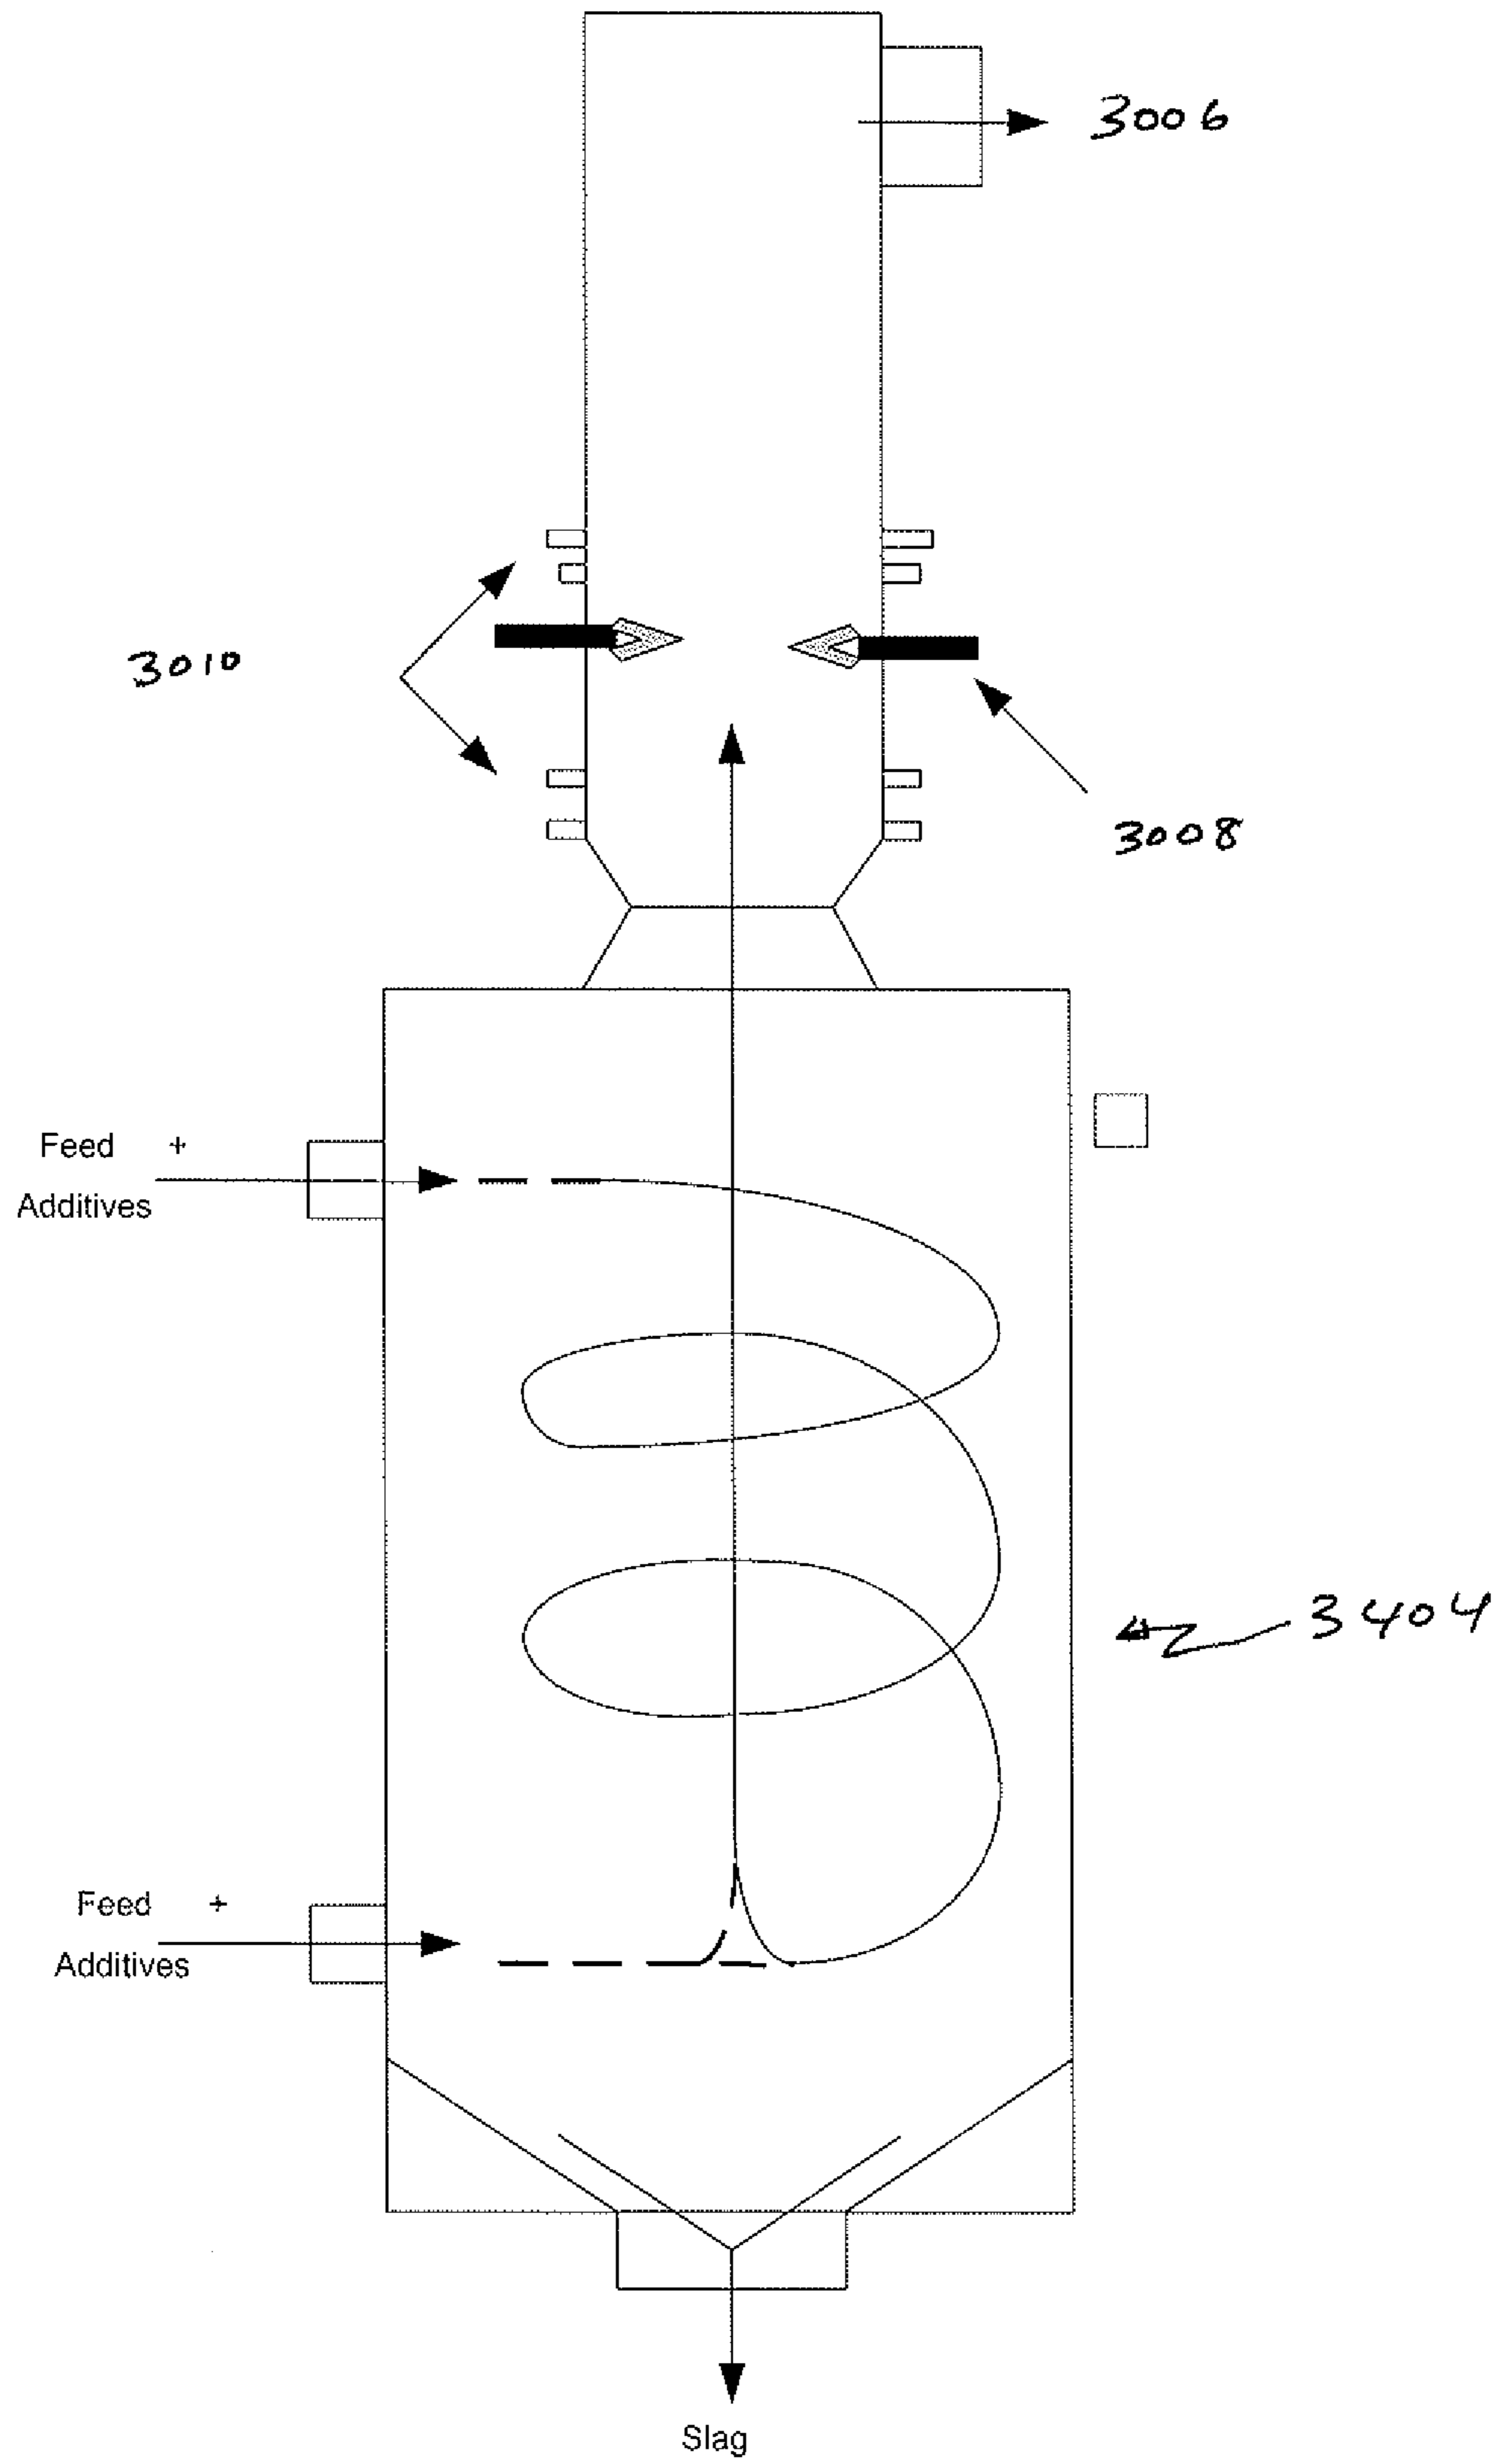 3006
3010
3008
Feed +
Additives
3404
Feed +
Additives
Slag